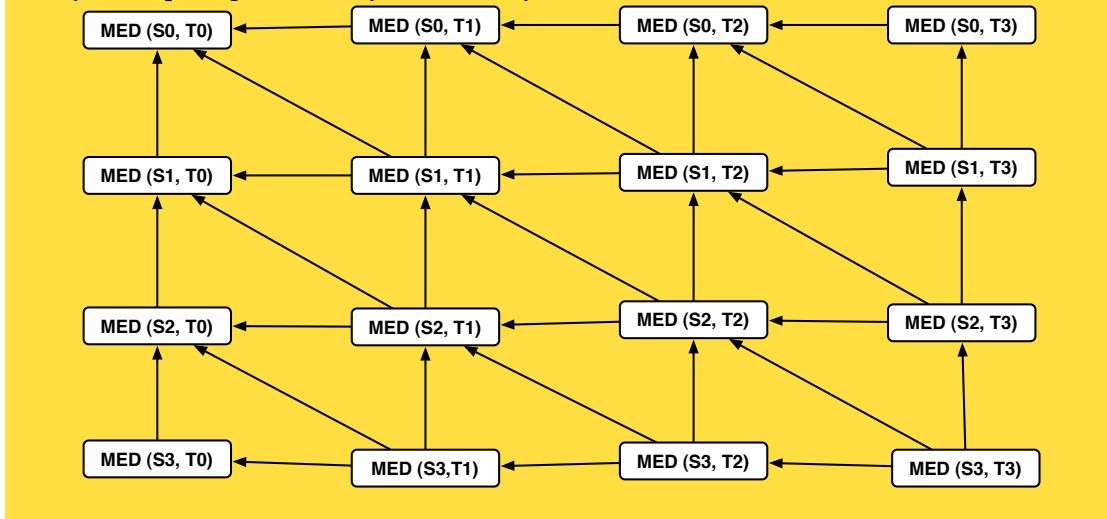 MED (S0, T0)
MED (S0, T1)
MED (S0, T2)
MED (S0, T3)
MED (S1, T0)
MED (S1, T1)
MED (S1, T2)
MED (S1, T3)
MED (S2, T0)
MED (S2, T1)
MED (S2, T2)
MED (S2, T3)
MED (S3, T0)
MED (S3,T1)
MED (S3, T2)
MED (S3, T3)